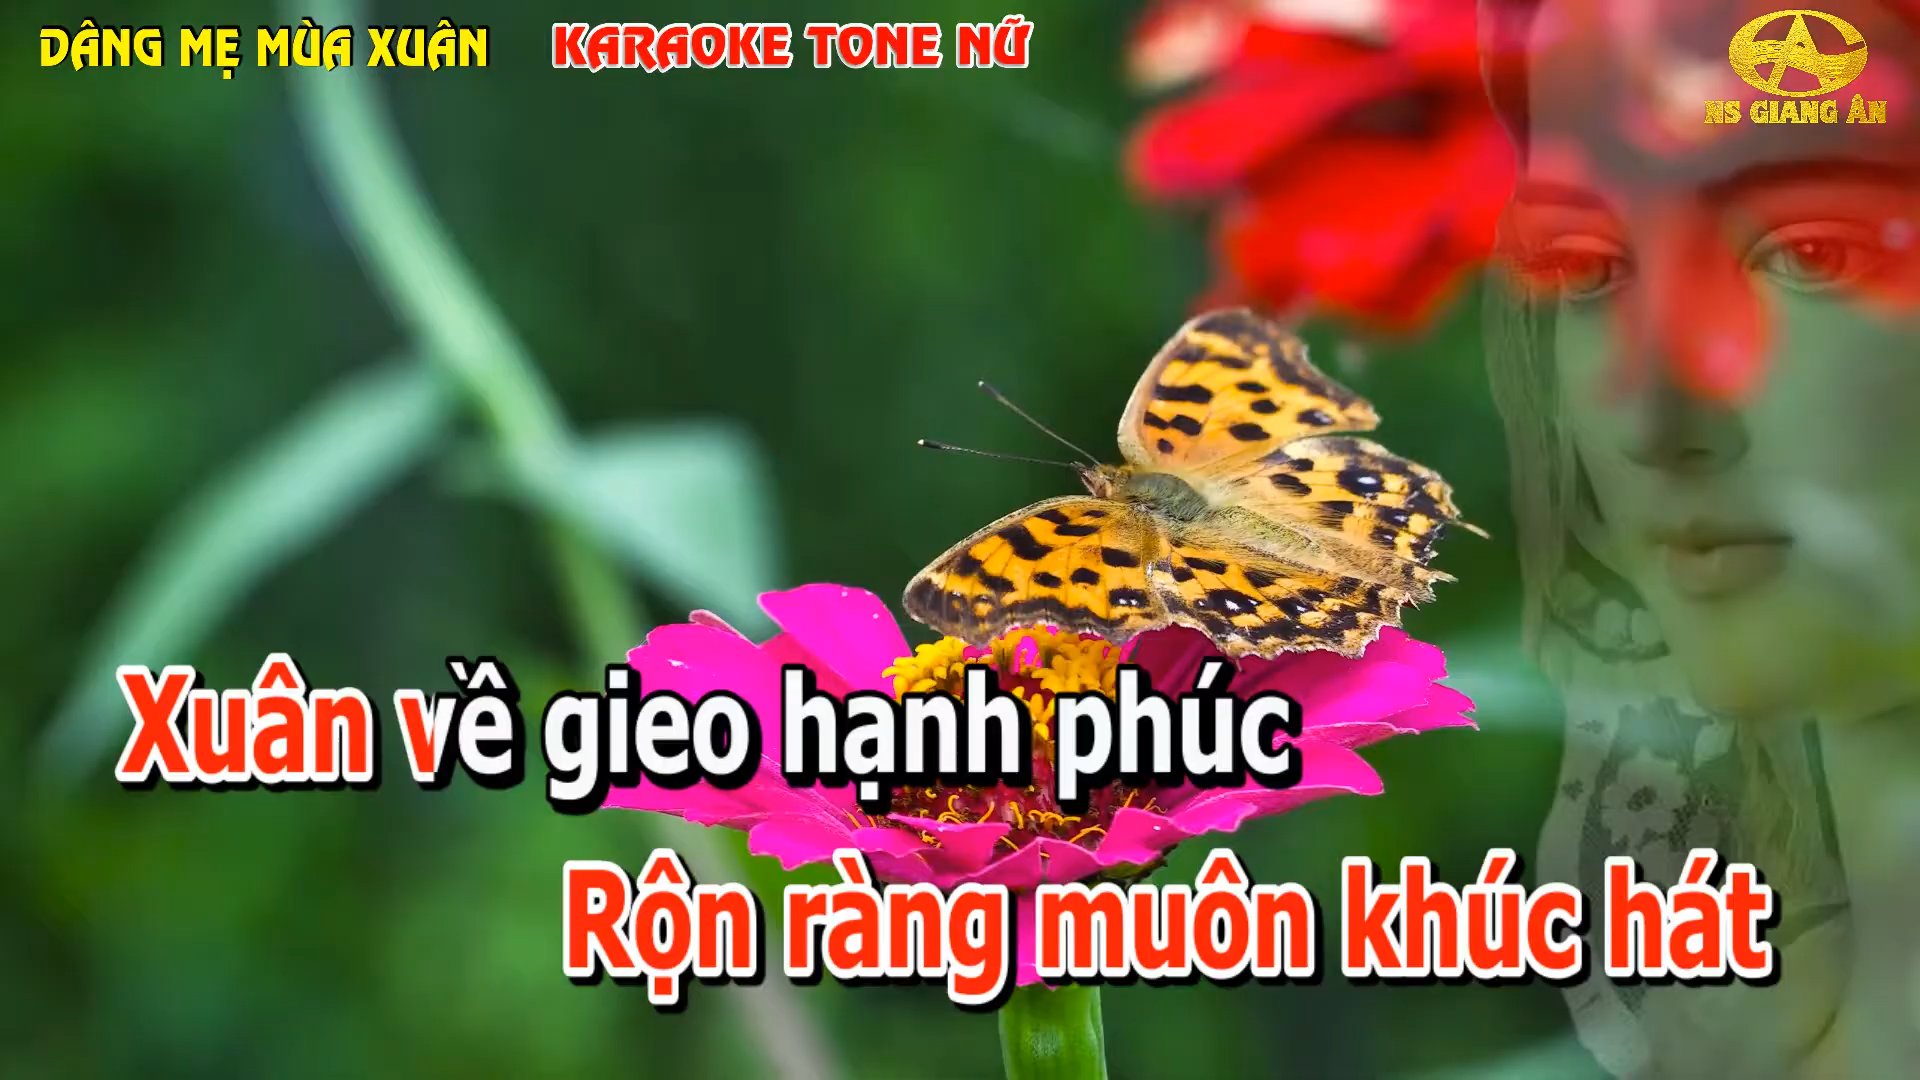 DÂNG MẸ MÙA XUÂN KARAOKE TONE NỮ
NS GIANG ÂN
Xuân về gieo hạnh phúc
Rộn ràng muôn khúc hát